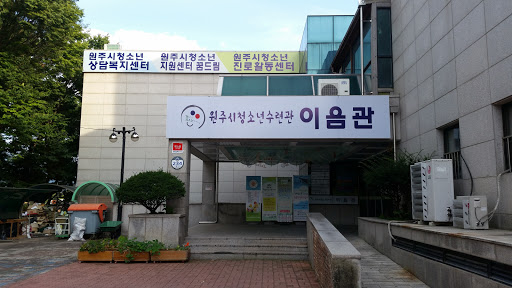 원주시청소년
상담복지센터
원주시청소년
지원센터 꿈드림
원주시청소년
진로활동센터
원주시청소년수련관 이음관